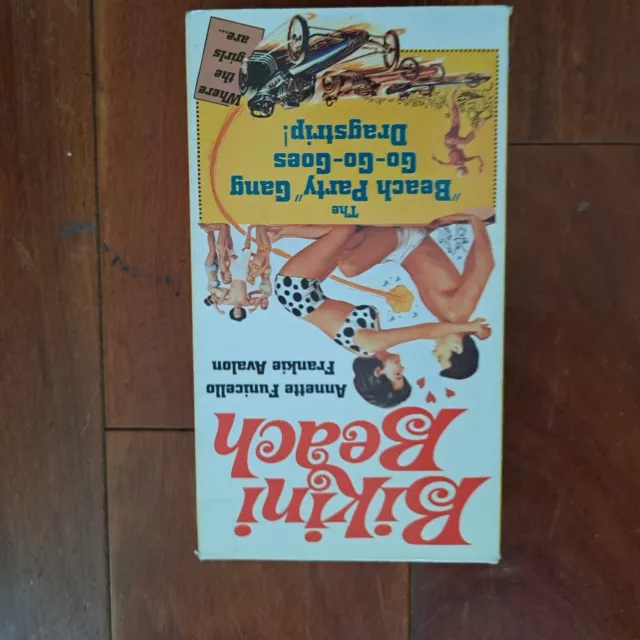 Bikini
Beach
Annette Funicello
Frankie Avalon
The
"Beach Party" Gang
Go-Go-Goes
Dragstrip!
Where
the
girls
are...